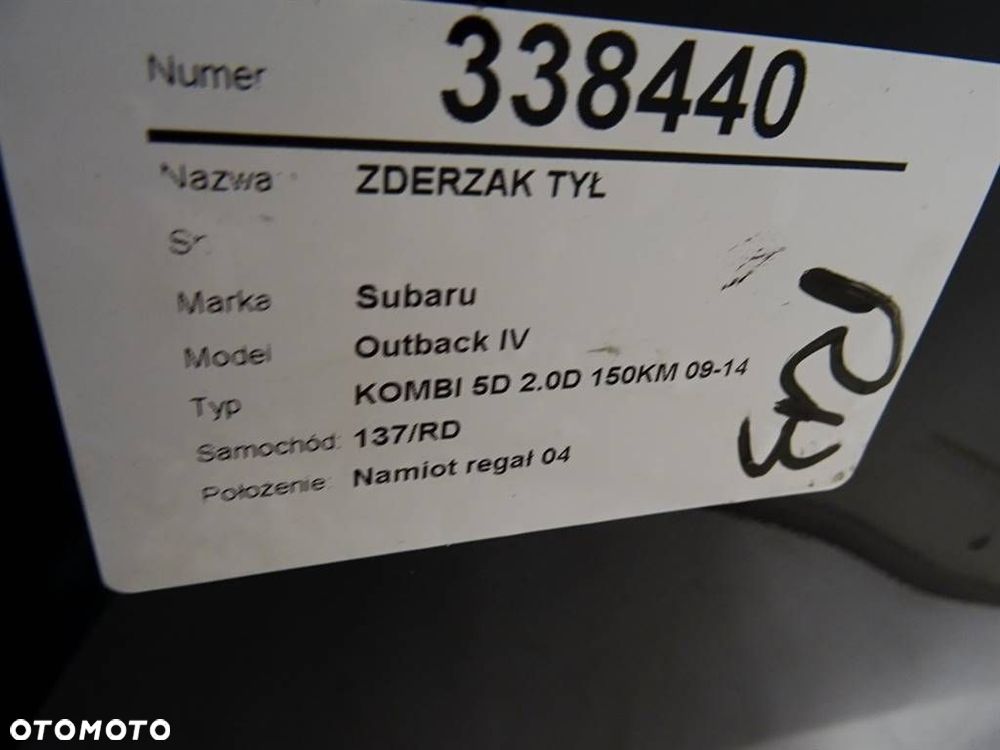 Numer 338440
Nazwa ZDERZAK TYŁ
Sr
Marka Subaru
Model Outback IV
Typ KOMBI 5D 2.0D 150KM 09-14
Samochód: 137/RD
Położenie: Namiot regał 04
OTOMOTO